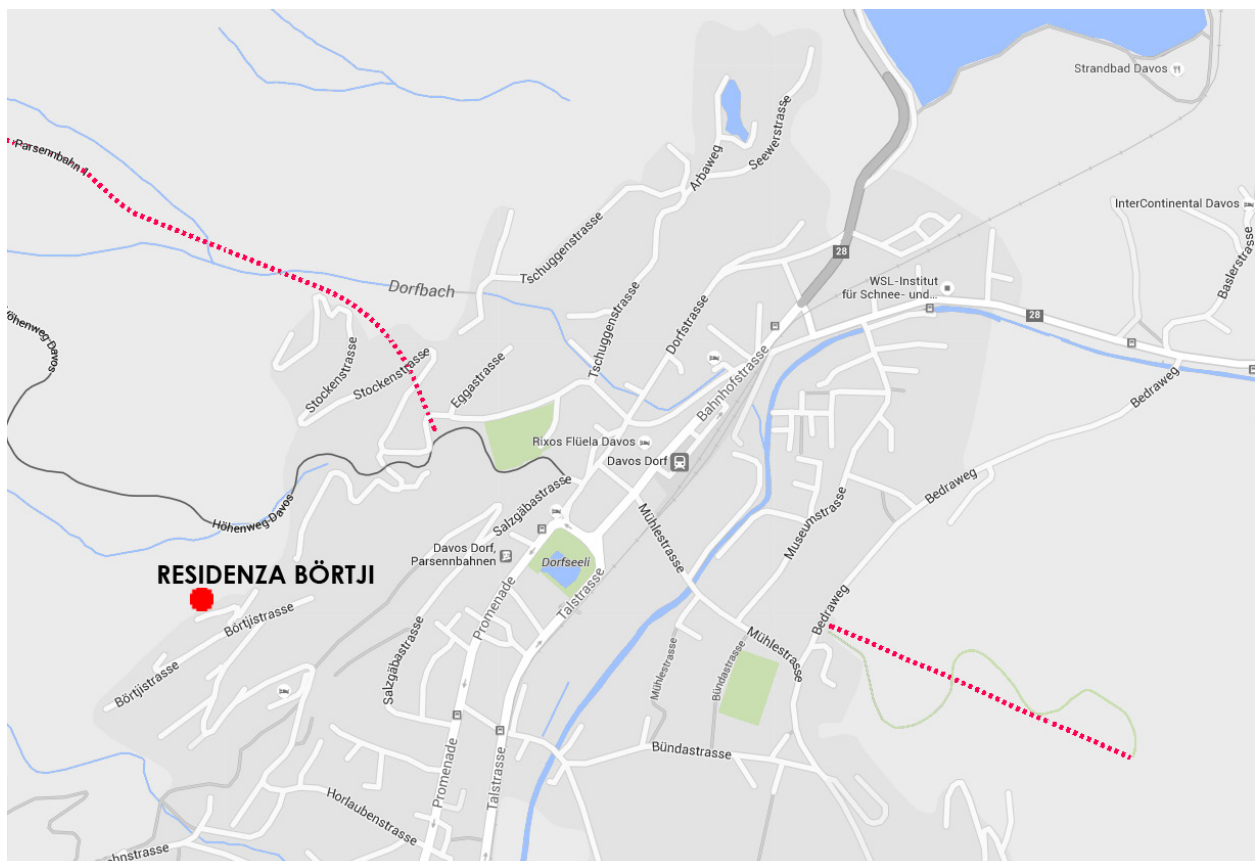 Strandbad Davos
Parsennbahn
InterContinental Davos
Arbaweg
Seewerstrasse
Baslerstrasse
Tschuggenstrasse
28
WSL-Institut
für Schnee- und...
Dorfbach
28
Höhenweg-Davos
Tschuggenstrasse
Dorfstrasse
Stockenstrasse
Stockenstrasse
Eggastrasse
Bahnhofstrasse
Bedraweg
Rixos Flüela Davos
Davos Dorf
Bedraweg
Höhenweg-Davos
Salzgäbastrasse
Mühlestrasse
Museumstrasse
Davos Dorf,
Parsennbahnen
Dorfseeli
RESIDENZA BÖRTJI
Börtjistrasse
Promenade
Talstrasse
Bedraweg
Börtjistrasse
Salzgäbastrasse
Mühlestrasse
Bündastrasse
Mühlestrasse
Bündastrasse
Promenade
Talstrasse
Horlaubenstrasse